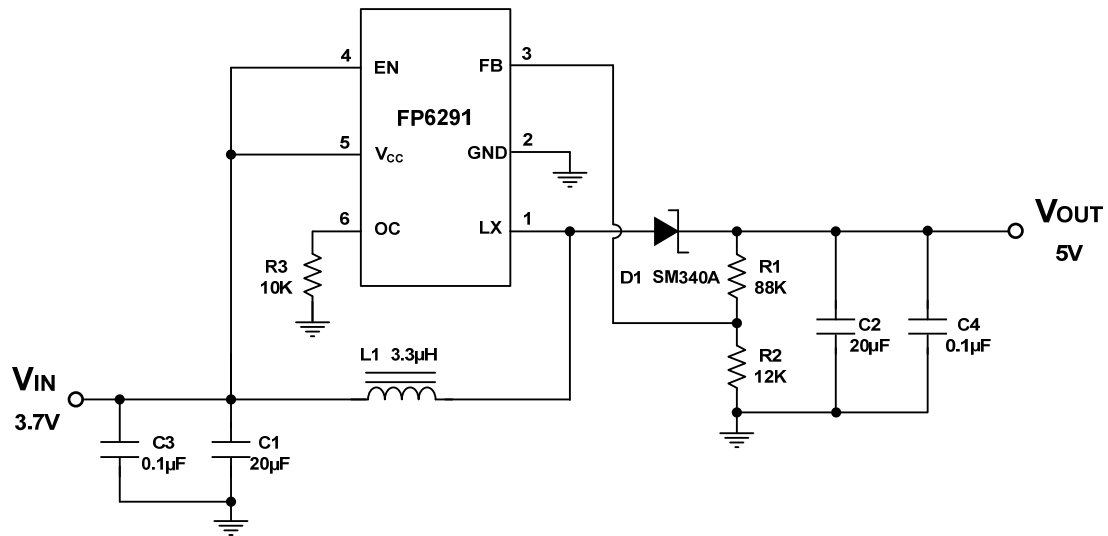 4
EN
FB
3
FP6291
5
VCC
GND
2
6
OC
LX
1
VOUT
5V
R3
10K
D1 SM340A
R1
88K
C2
20µF
C4
0.1µF
L1 3.3µH
R2
12K
VIN
3.7V
C3
0.1µF
C1
20µF